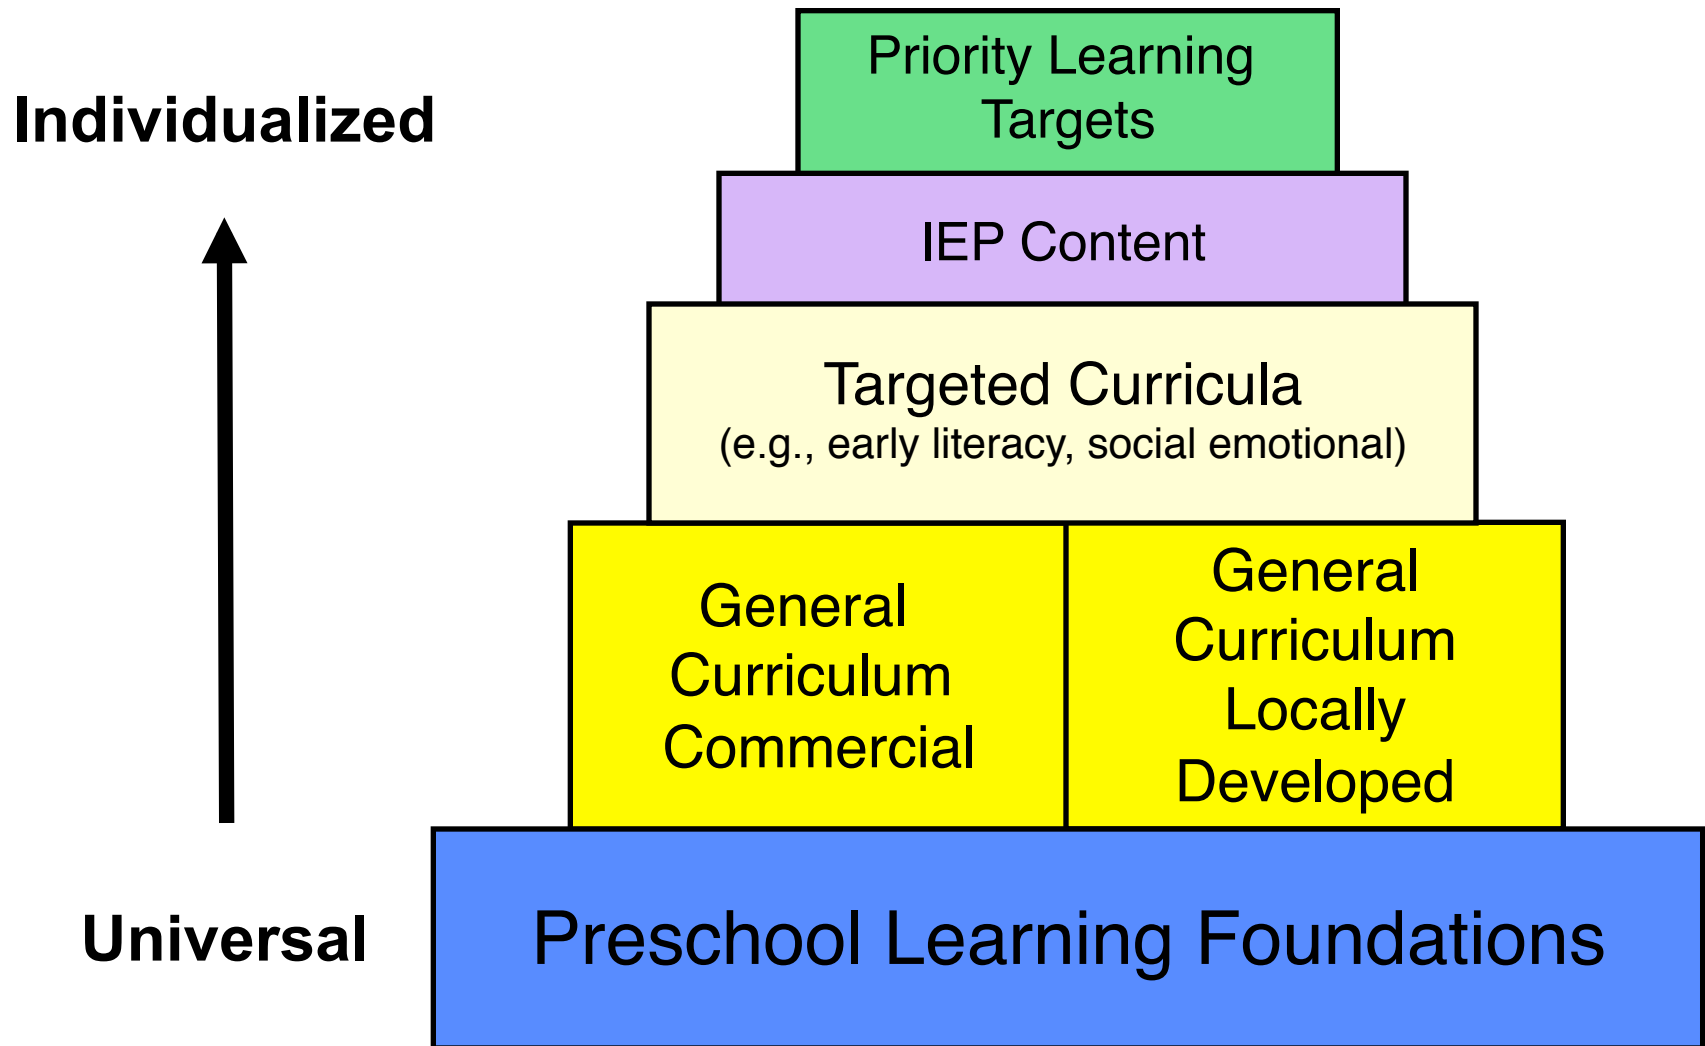 Priority Learning
Targets
Individualized
IEP Content
Targeted Curricula
(e.g., early literacy, social emotional)
General
Curriculum
Commercial
General
Curriculum
Locally
Developed
Universal
Preschool Learning Foundations